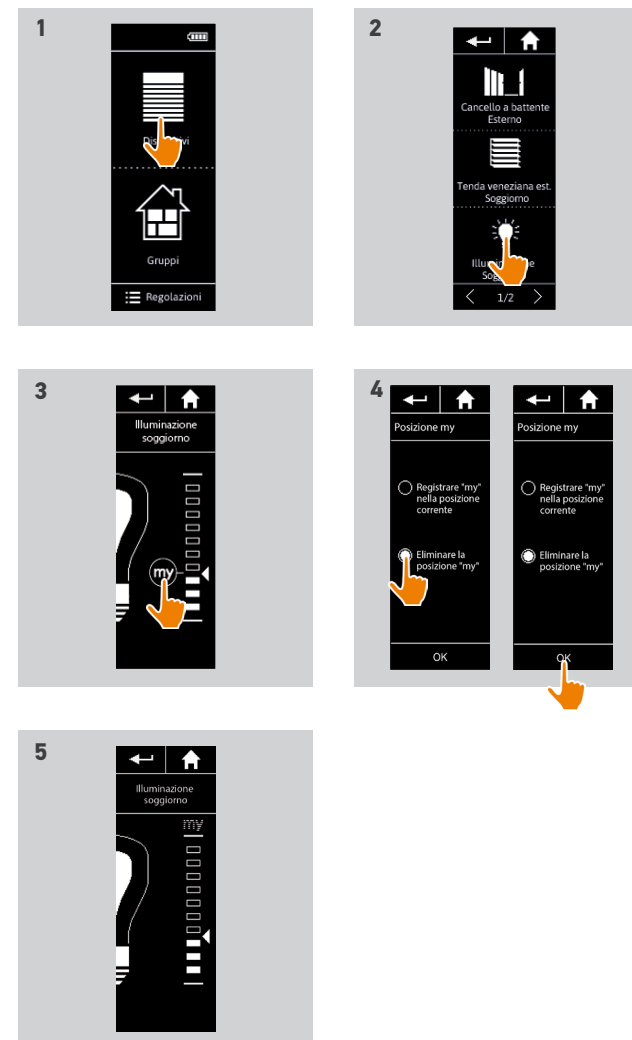 1
Gruppi
Regolazioni
2
Cancello a battente
Esterno
Tenda veneziana est.
Soggiorno
1/2
3
Illuminazione
soggiorno
my
4
Posizione my
Registrare "my"
nella posizione
corrente
Eliminare la
posizione "my"
OK
Posizione my
Registrare "my"
nella posizione
corrente
Eliminare la
posizione "my"
OK
5
Illuminazione
soggiorno
my